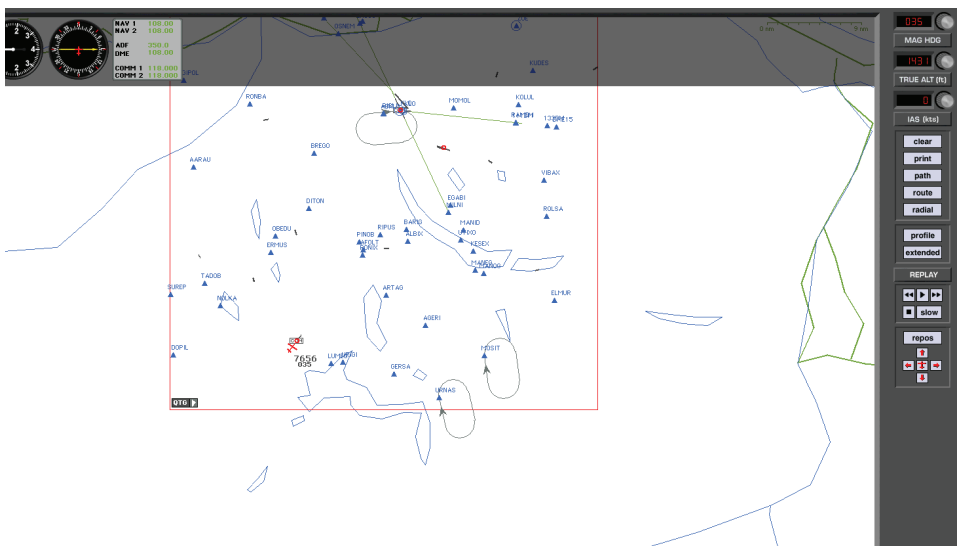 NAV 1 108.00
NAV 2 108.00
ADF 350.0
DME 108.00
COMM 1 118.000
COMM 2 118.000
0 nm
9 nm
035
MAG HDG
1431
TRUE ALT (ft)
0
IAS (kts)
clear
print
path
route
radial
profile
extended
REPLAY
slow
repos
KUDES
RONBA
MOMOL
KOLUL
BREGO
AARAU
VIBAX
EGABI
DITON
ROLSA
OBEDU
RIPUS
BARIG
MANID
PINOB
ALBIX
ERMUS
KESEX
TADOB
SUREP
ARTAG
ELMUR
AGERI
DOPIL
MOSIT
7656
035
GERSA
URNAS
QTG